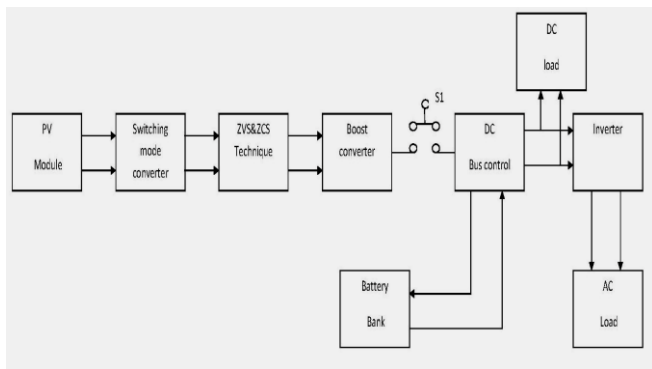 DC
load
S1
PV
Module
Switching
mode
converter
ZVS&ZCS
Technique
Boost
converter
DC
Bus control
Inverter
Battery
Bank
AC
Load